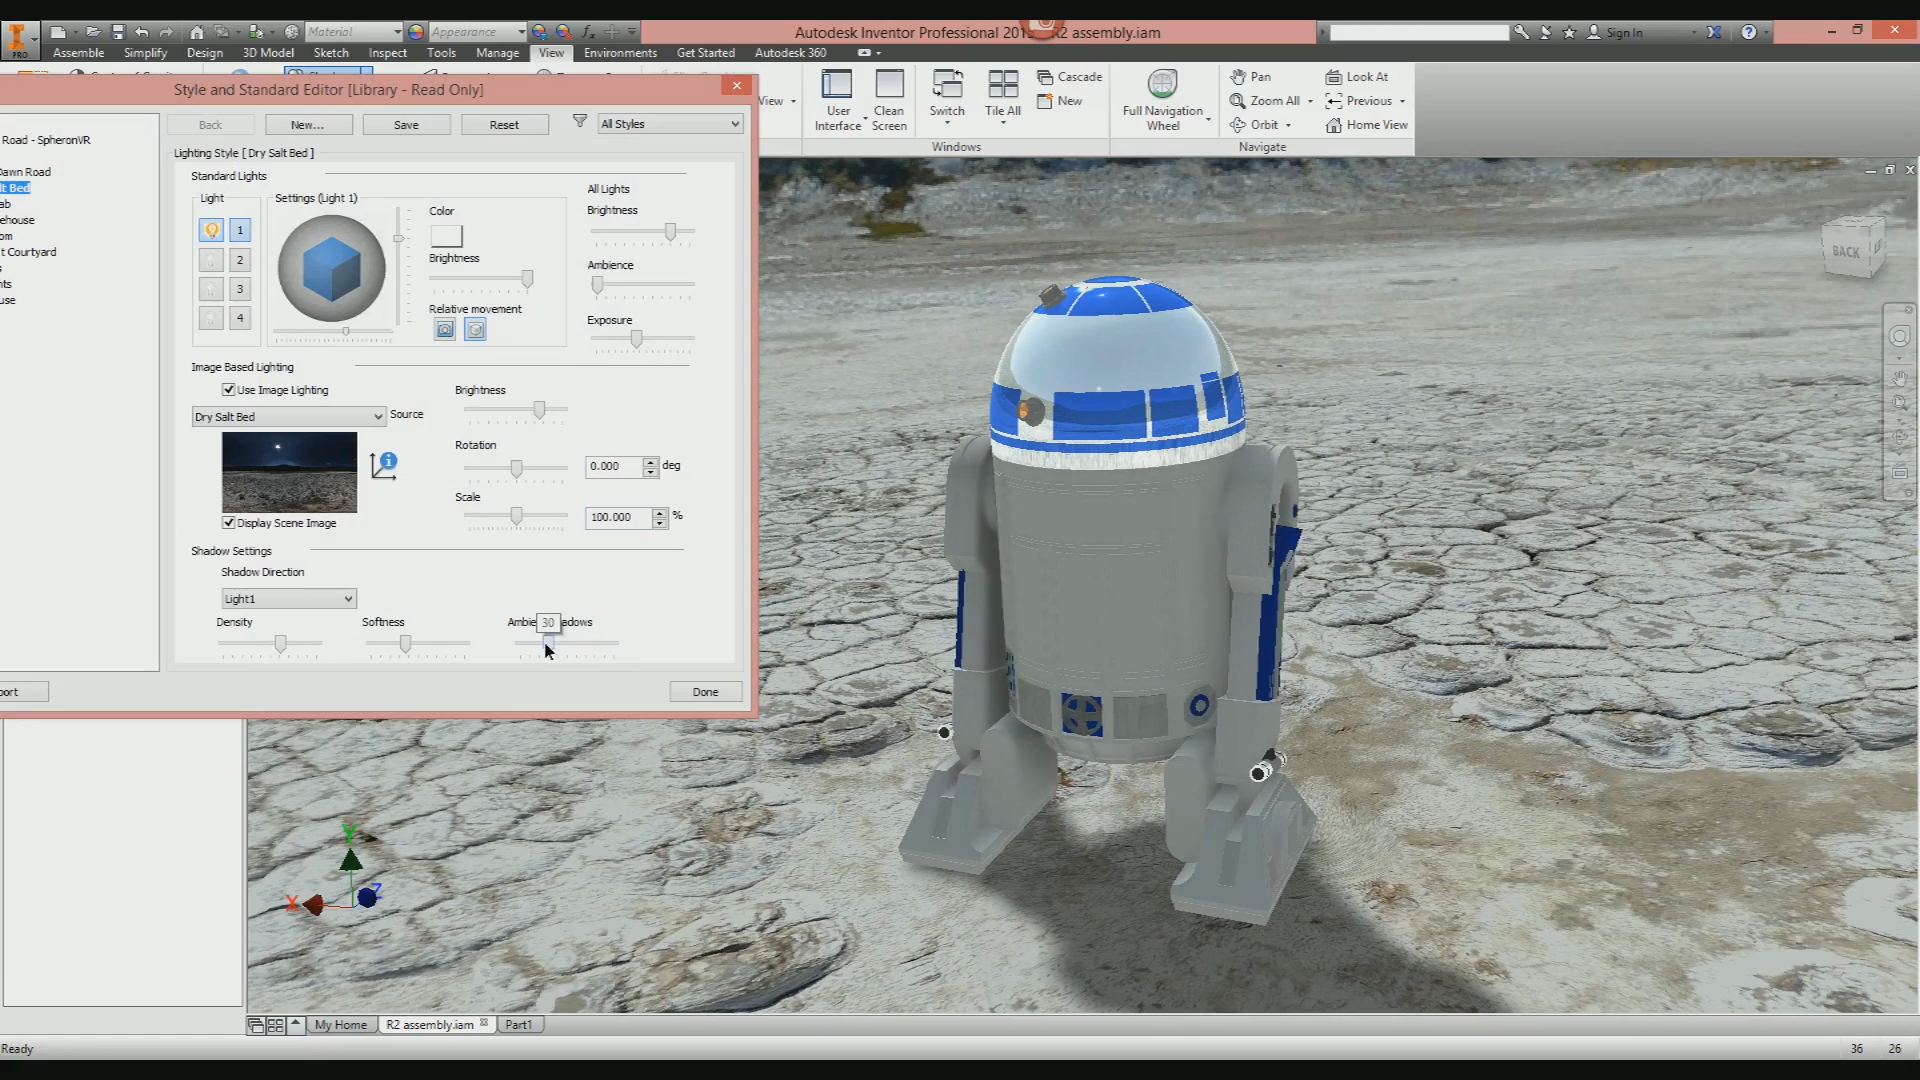 PRO
Material
Appearance
Autodesk Inventor Professional 201
R2 assembly.iam
Sign In
Assemble
Simplify
Design
3D Model
Sketch
Inspect
Tools
Manage
View
Environments
Get Started
Autodesk 360
View
User
Interface
Clean
Screen
Switch
Tile All
Cascade
New
Windows
Full Navigation
Wheel
Pan
Zoom All
Orbit
Look At
Previous
Home View
Navigate
Style and Standard Editor [Library - Read Only]
Back
New...
Save
Reset
All Styles
Road - SpheronVR
Dawn Road
lt Bed
ab
ehouse
om
t Courtyard
s
nts
use
Lighting Style [ Dry Salt Bed ]
Standard Lights
Light
1
2
3
4
Settings (Light 1)
Color
Brightness
Relative movement
All Lights
Brightness
Ambience
Exposure
Image Based Lighting
Use Image Lighting
Dry Salt Bed
Source
Display Scene Image
Brightness
Rotation
0.000
deg
Scale
100.000
%
Shadow Settings
Shadow Direction
Light1
Density
Softness
Ambie
30
adows
port
Done
BACK
Y
X
Z
My Home
R2 assembly.iam
Part1
Ready
36
26